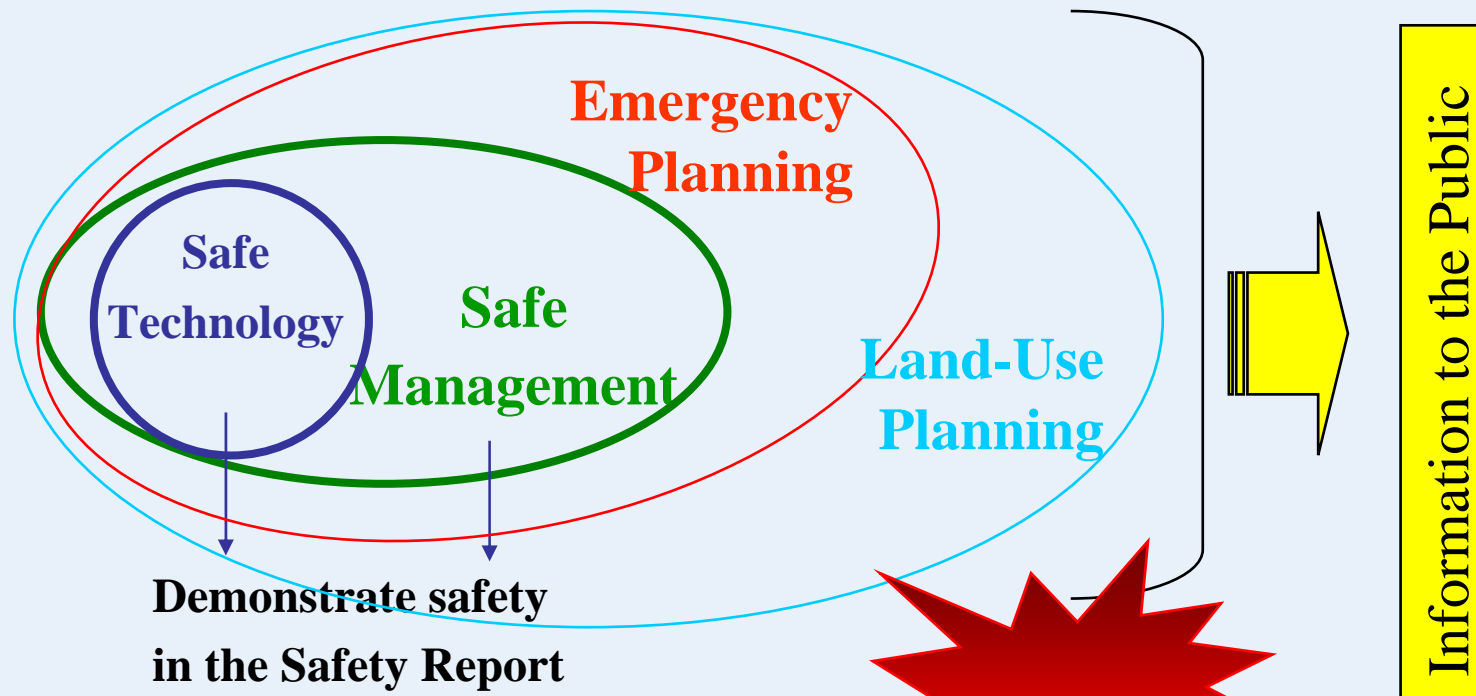 Emergency
Planning
Safe
Technology
Safe
Management
Land-Use
Planning
Demonstrate safety
in the Safety Report
Information to the Public